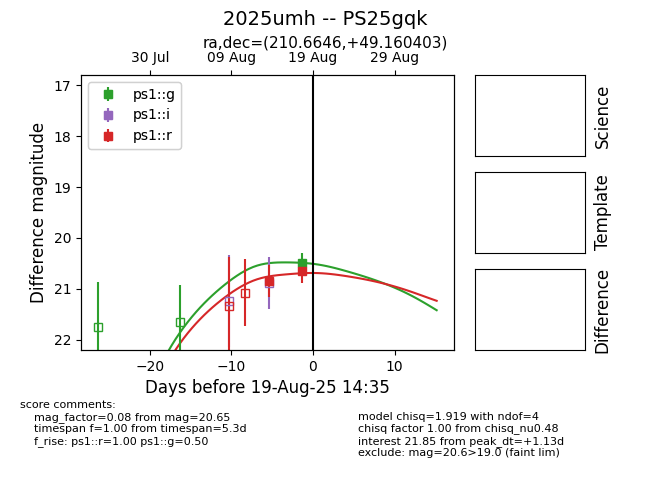 2025umh -- PS25gqk
ra,dec=(210.6646,+49.160403)
30 Jul 09 Aug 19 Aug 29 Aug
ps1::g
ps1::i
ps1::r
17
18
19
20
21
22
Difference magnitude
−20 −10 0 10
Days before 19-Aug-25 14:35
Science
Template
Difference
score comments:
mag_factor=0.08 from mag=20.65
timespan f=1.00 from timespan=5.3d
f_rise: ps1::r=1.00 ps1::g=0.50
model chisq=1.919 with ndof=4
chisq factor 1.00 from chisq_nu0.48
interest 21.85 from peak_dt=+1.13d
exclude: mag=20.6>19.0 (faint lim)